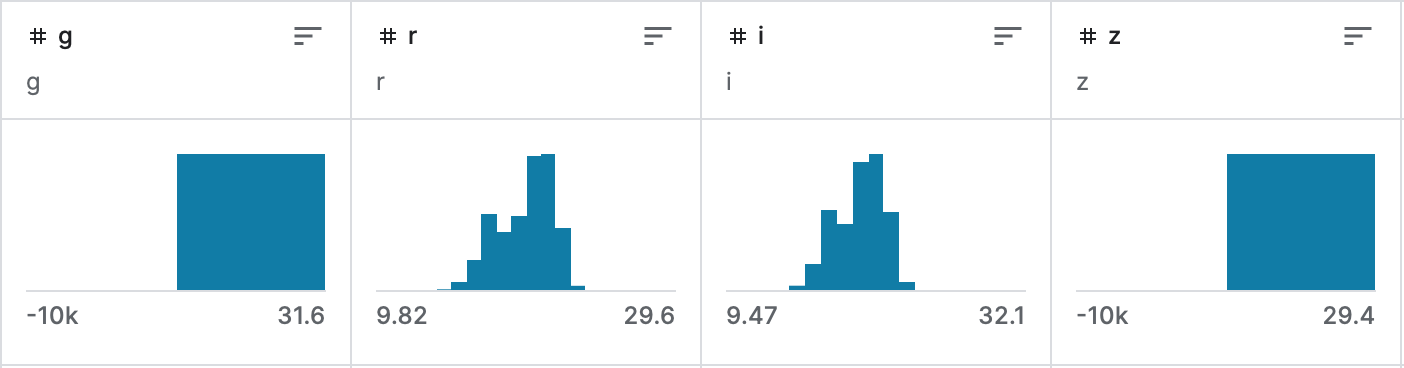 # g
# r
# i
# z
g
r
i
z
-10k 31.6
9.82 29.6
9.47 32.1
-10k 29.4